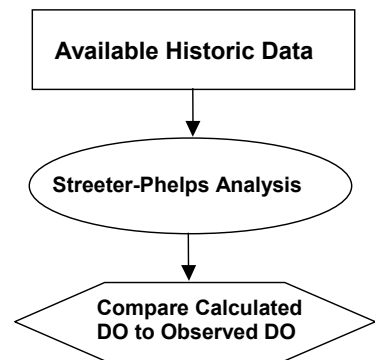 Available Historic Data
Streeter-Phelps Analysis
Compare Calculated
DO to Observed DO